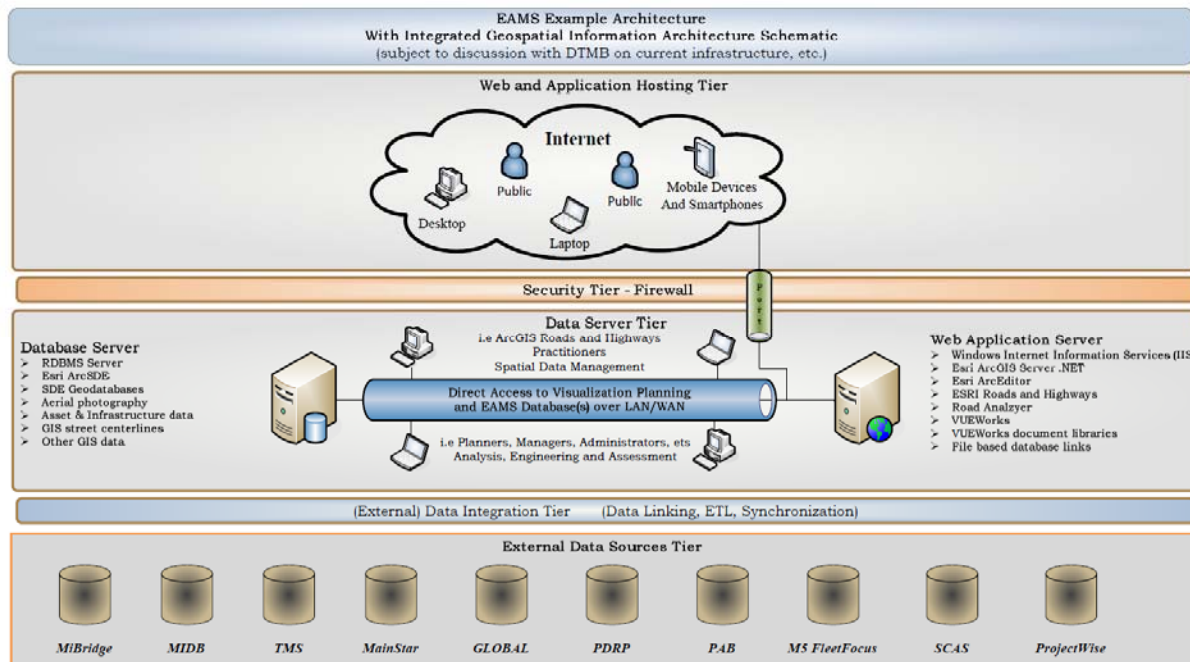 EAMS Example Architecture
With Integrated Geospatial Information Architecture Schematic
(subject to discussion with DTMB on current infrastructure, etc.)
Web and Application Hosting Tier
Internet
Public
Public
Mobile Devices
And Smartphones
Desktop
Laptop
Security Tier - Firewall
Port
Data Server Tier
i.e ArcGIS Roads and Highways
Practitioners
Spatial Data Management
Database Server
➢ RDBMS Server
➢ Esri ArcSDE
➢ SDE Geodatabases
➢ Aerial photography
➢ Asset & Infrastructure data
➢ GIS street centerlines
➢ Other GIS data
Direct Access to Visualization Planning
and EAMS Database(s) over LAN/WAN
i.e Planners, Managers, Administrators, ets
Analysis, Engineering and Assessment
Web Application Server
➢ Windows Internet Information Services (IIS
➢ Esri ArcGIS Server .NET
➢ Esri ArcEditor
➢ ESRI Roads and Highways
➢ Road Analzyer
➢ VUEWorks
➢ VUEWorks document libraries
➢ File based database links
(External) Data Integration Tier (Data Linking, ETL, Synchronization)
External Data Sources Tier
MiBridge
MIDB
TMS
MainStar
GLOBAL
PDRP
PAB
M5 FleetFocus
SCAS
ProjectWise